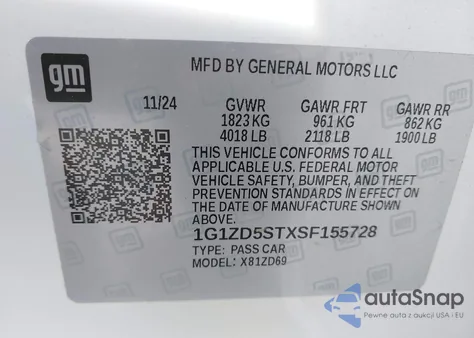 gm
MFD BY GENERAL MOTORS LLC
11/24 GVWR GAWR FRT GAWR RR
1823 KG 961 KG 862 KG
4018 LB 2118 LB 1900 LB
THIS VEHICLE CONFORMS TO ALL
APPLICABLE U.S. FEDERAL MOTOR
VEHICLE SAFETY, BUMPER, AND THEFT
PREVENTION STANDARDS IN EFFECT ON
THE DATE OF MANUFACTURE SHOWN
ABOVE.
1G1ZD5STXSF155728
TYPE: PASS CAR
MODEL: X81ZD69
autoSnap
Pewne auta z USA i EU